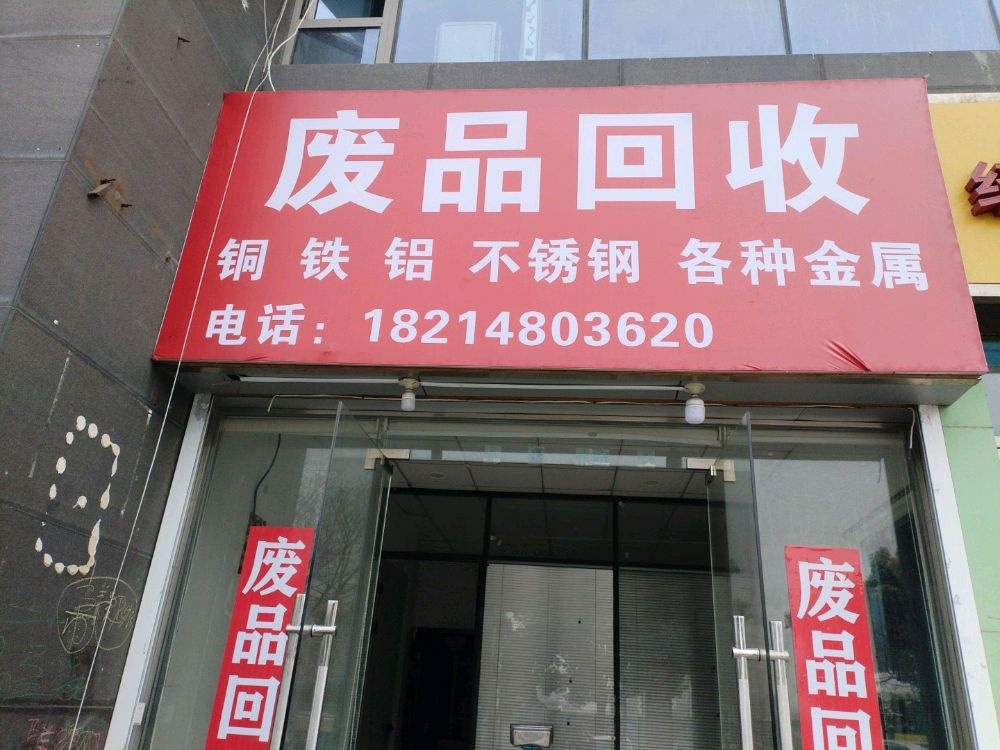 废品回收
铜 铁 铝 不锈钢 各种金属
电话：18214803620
废品回
废品回